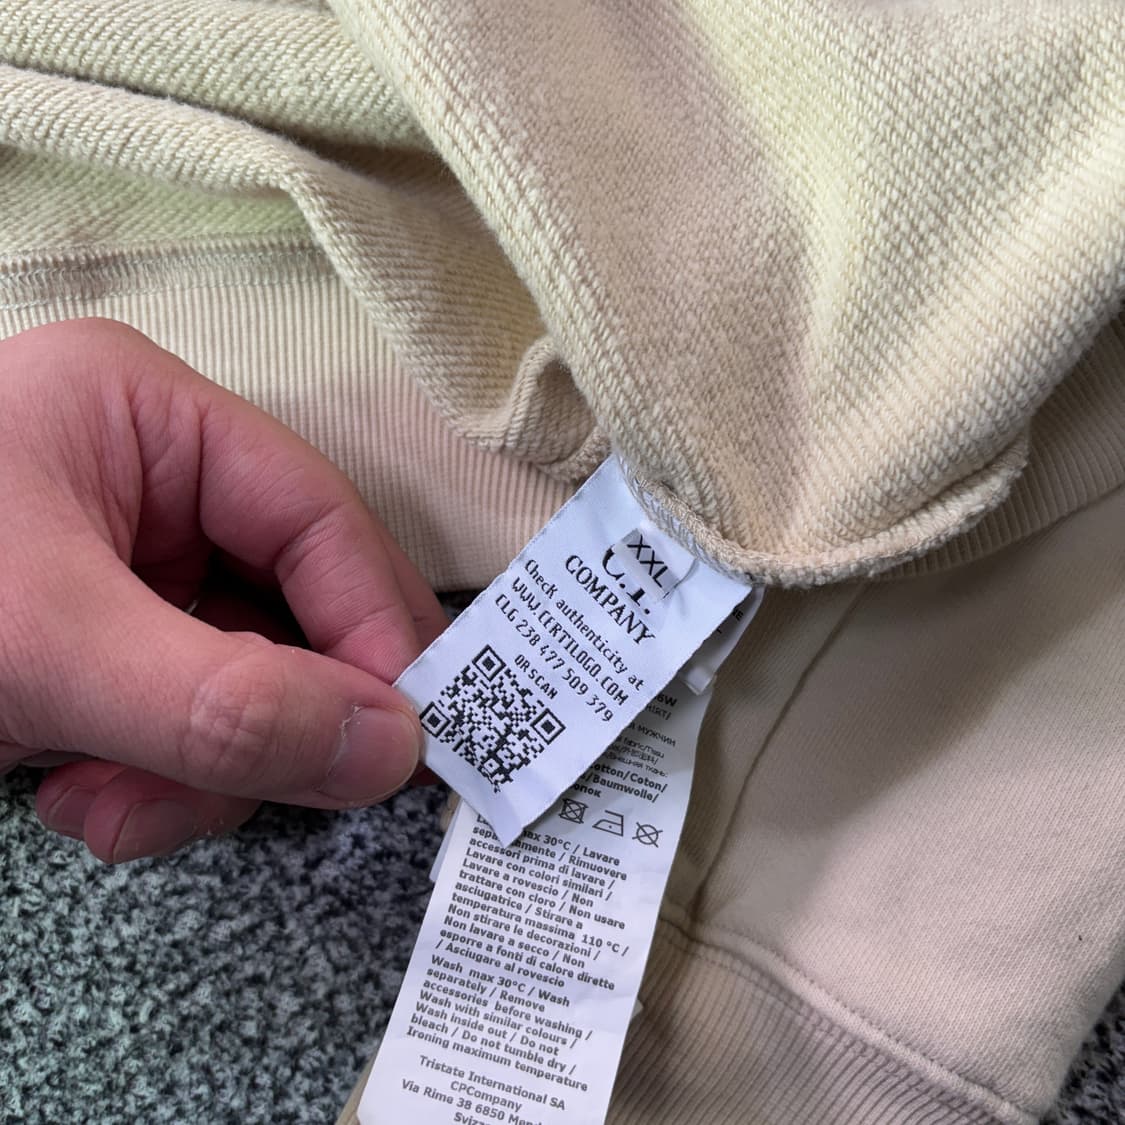 XXL
C.P.
COMPANY
Check authenticity at
WWW.CERTILOGO.COM
CLG 238 477 509 379
OR SCAN
МУЖЧИН
Coton/
/Baumwolle/
max 30°C / Lavare
/ Rimuovere
accessori prima di lavare /
Lavare con colori similari /
Lavare a rovescio / Non
trattare con cloro / Non usare
asciugatrice / Stirare a
temperatura massima 110 °C /
Non stirare le decorazioni /
Non lavare a secco / Non
esporre a fonti di calore dirette
/ Asciugare al rovescio
Wash max 30°C / Wash
separately / Remove
accessories before washing /
Wash with similar colours /
Wash inside out / Do not
bleach / Do not tumble dry /
Ironing maximum temperature
Tristate International SA
CPCompany
Via Rime 38 6850